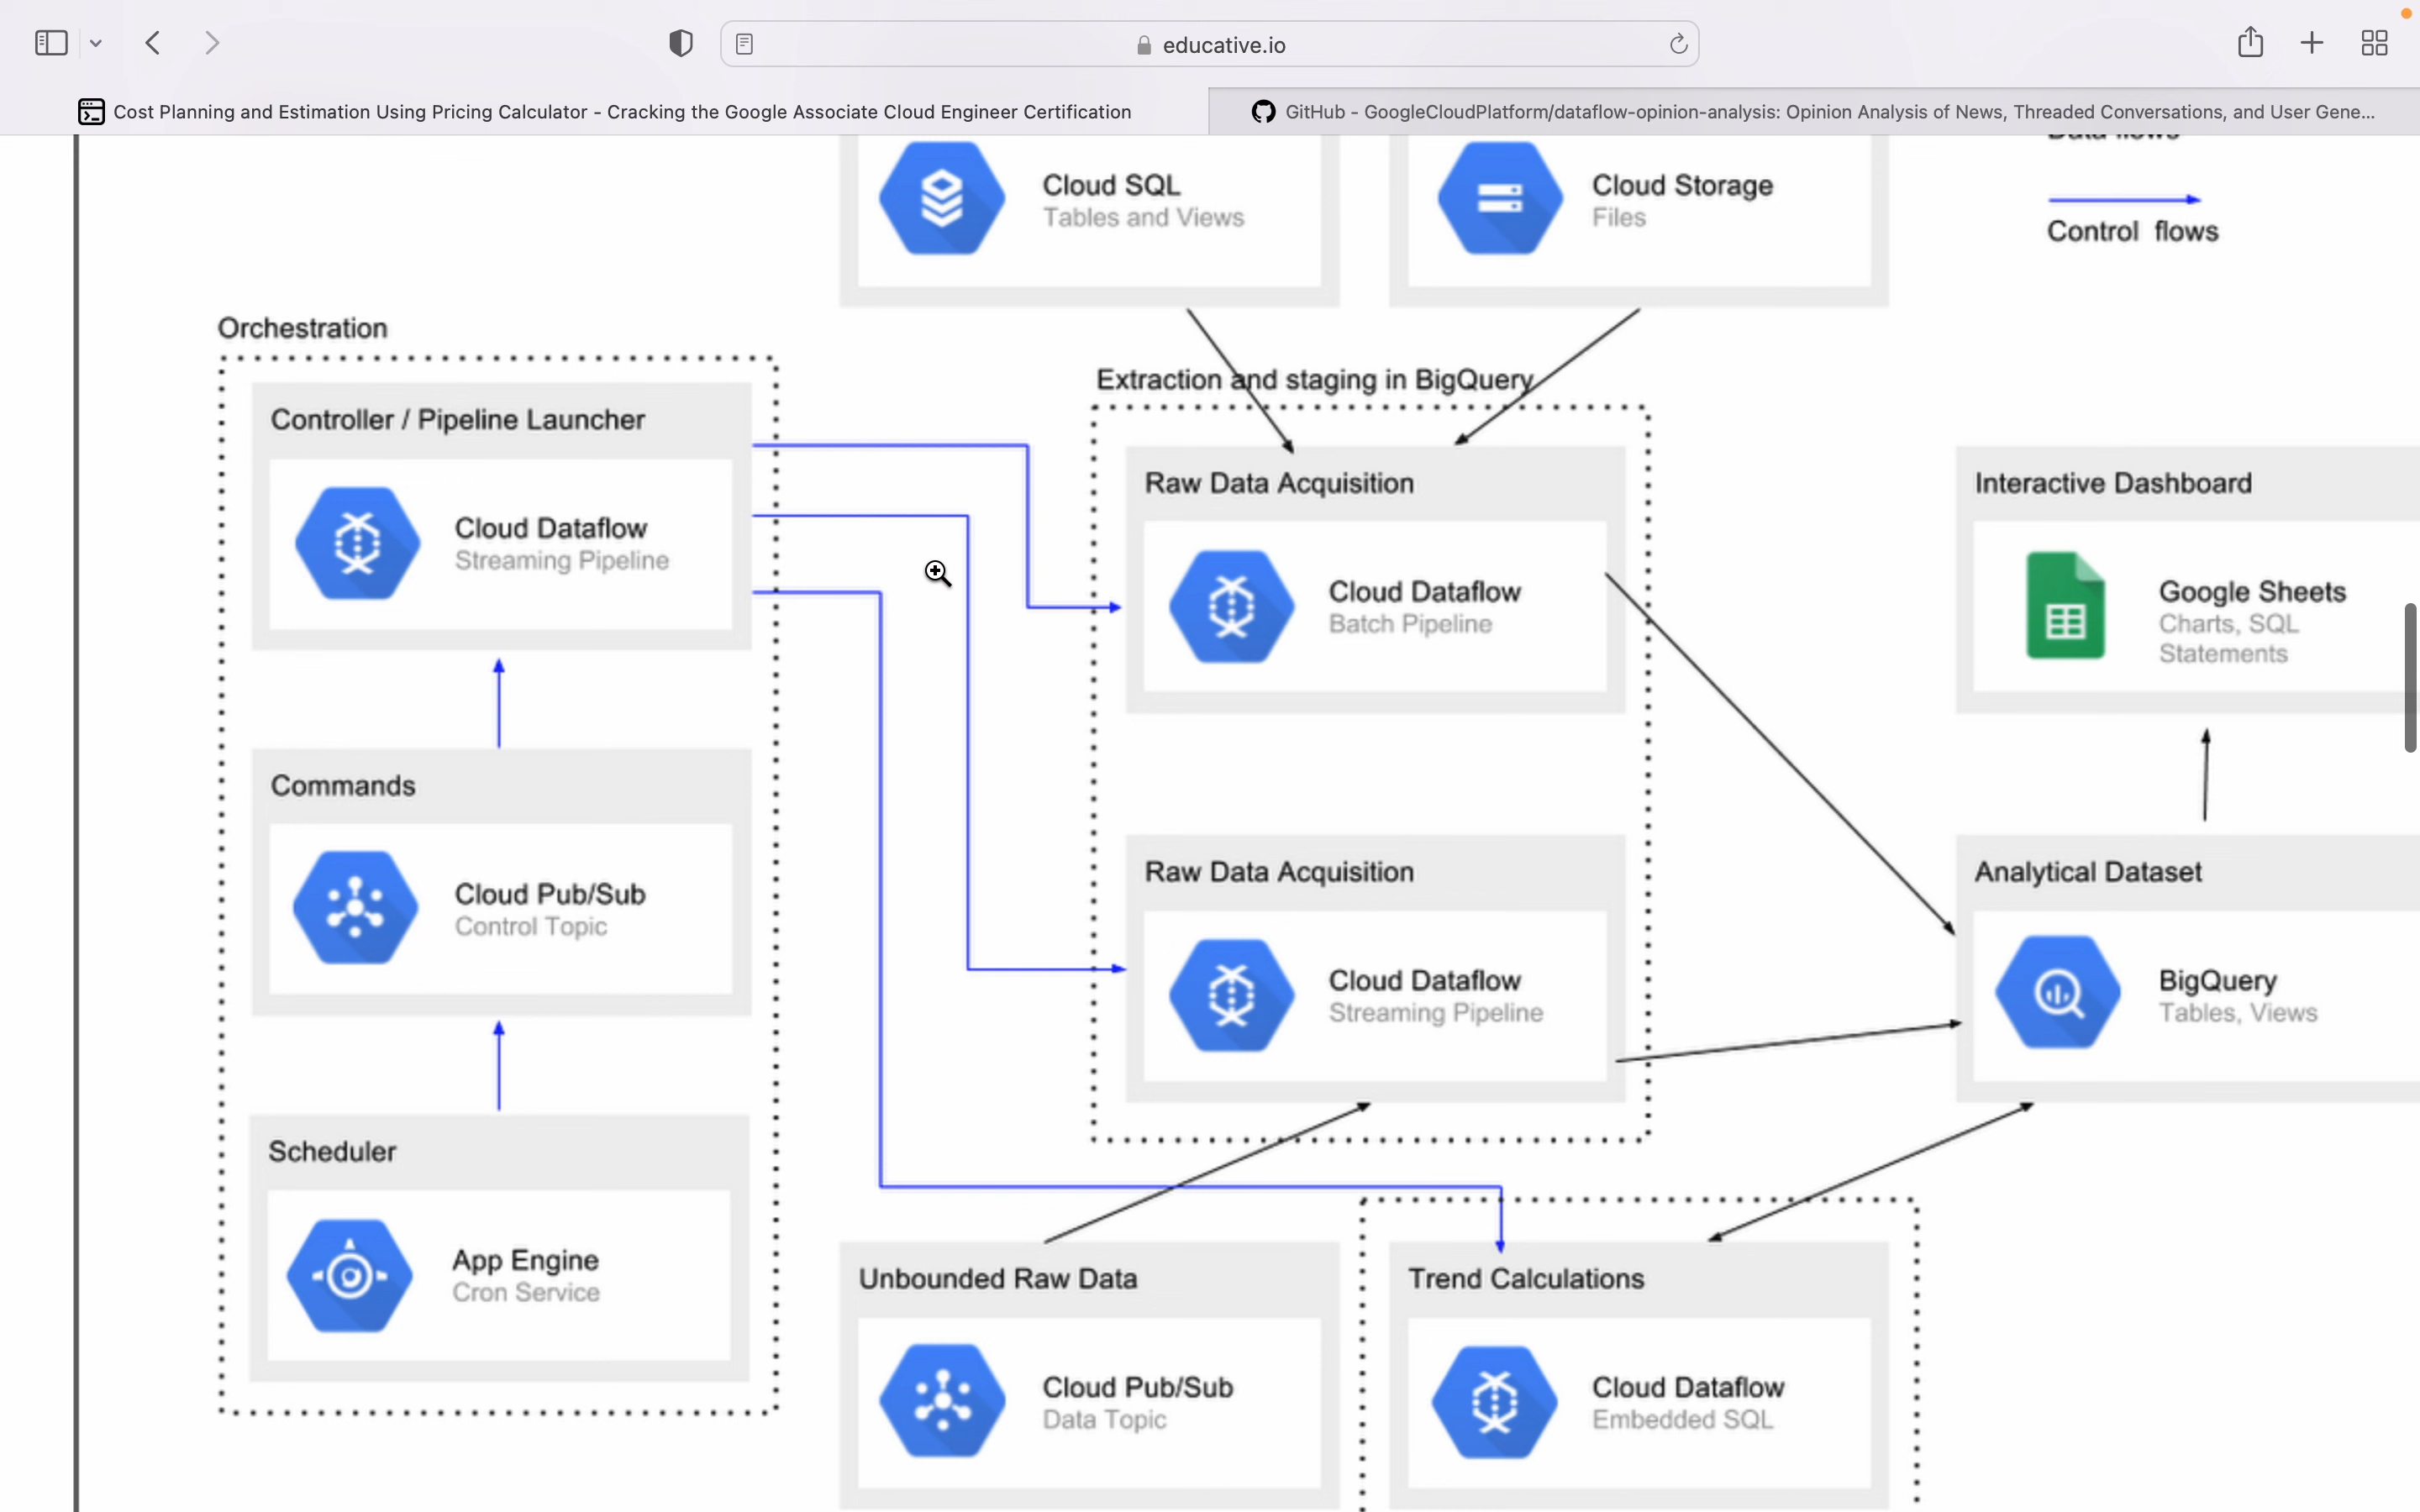 educative.io
Cost Planning and Estimation Using Pricing Calculator - Cracking the Google Associate Cloud Engineer Certification
GitHub - GoogleCloudPlatform/dataflow-opinion-analysis: Opinion Analysis of News, Threaded Conversations, and User Gene...
Data flows
Cloud SQL
Tables and Views
Cloud Storage
Files
Control flows
Orchestration
Extraction and staging in BigQuery
Controller / Pipeline Launcher
Cloud Dataflow
Streaming Pipeline
Raw Data Acquisition
Cloud Dataflow
Batch Pipeline
Interactive Dashboard
Google Sheets
Charts, SQL
Statements
Commands
Cloud Pub/Sub
Control Topic
Raw Data Acquisition
Cloud Dataflow
Streaming Pipeline
Analytical Dataset
BigQuery
Tables, Views
Scheduler
App Engine
Cron Service
Unbounded Raw Data
Cloud Pub/Sub
Data Topic
Trend Calculations
Cloud Dataflow
Embedded SQL